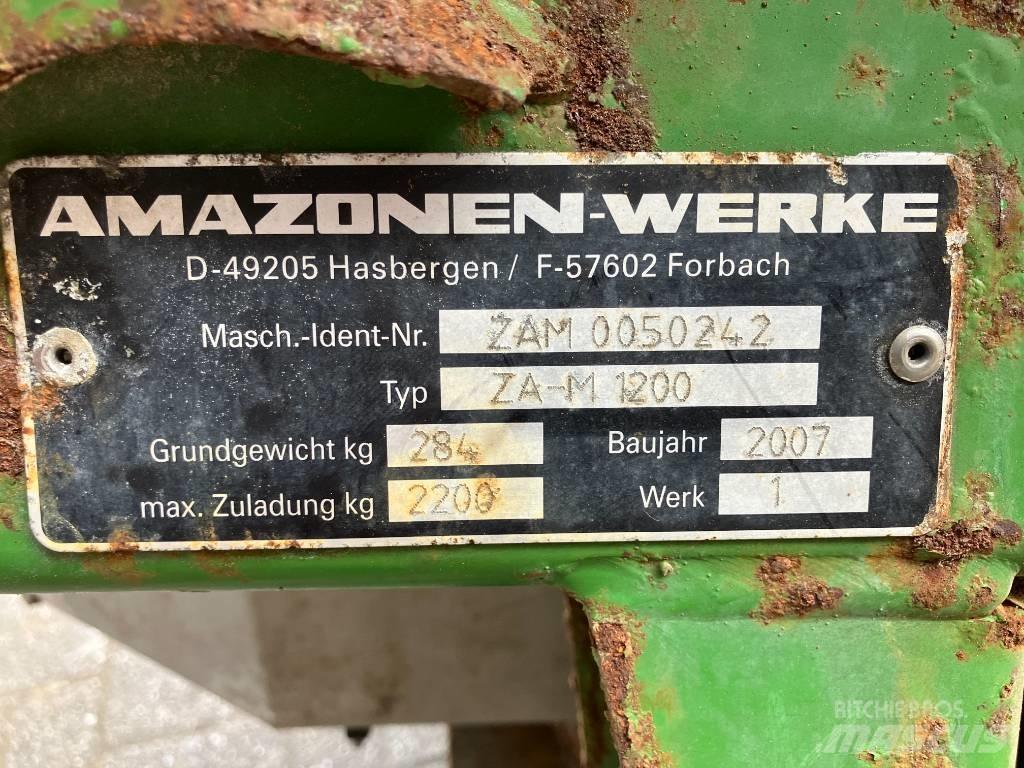 AMAZONEN-WERKE
D-49205 Hasbergen / F-57602 Forbach
Masch.-Ident-Nr. ZAM 0050242
Typ ZA-M 1200
Grundgewicht kg 284 Baujahr 2007
max. Zuladung kg 2200 Werk 1
RITCHIE BROS.
MASCUS